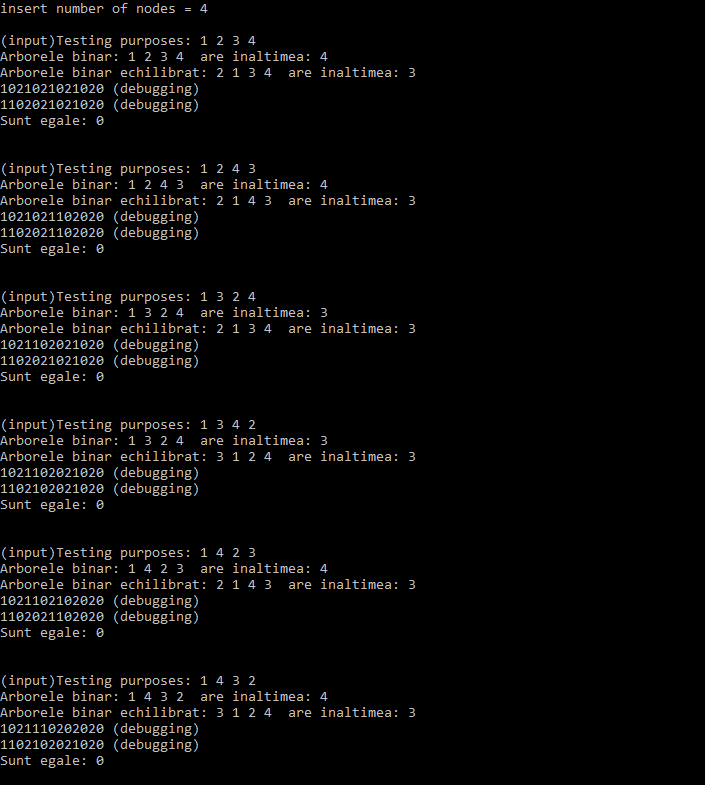 insert number of nodes = 4
(input)Testing purposes: 1 2 3 4
Arborele binar: 1 2 3 4  are inaltimea: 4
Arborele binar echilibrat: 2 1 3 4  are inaltimea: 3
1021021021020 (debugging)
1102021021020 (debugging)
Sunt egale: 0
(input)Testing purposes: 1 2 4 3
Arborele binar: 1 2 4 3  are inaltimea: 4
Arborele binar echilibrat: 2 1 4 3  are inaltimea: 3
1021021102020 (debugging)
1102021102020 (debugging)
Sunt egale: 0
(input)Testing purposes: 1 3 2 4
Arborele binar: 1 3 2 4  are inaltimea: 3
Arborele binar echilibrat: 2 1 3 4  are inaltimea: 3
1021102021020 (debugging)
1102021021020 (debugging)
Sunt egale: 0
(input)Testing purposes: 1 3 4 2
Arborele binar: 1 3 2 4  are inaltimea: 3
Arborele binar echilibrat: 3 1 2 4  are inaltimea: 3
1021102021020 (debugging)
1102102021020 (debugging)
Sunt egale: 0
(input)Testing purposes: 1 4 2 3
Arborele binar: 1 4 2 3  are inaltimea: 4
Arborele binar echilibrat: 2 1 4 3  are inaltimea: 3
1021102102020 (debugging)
1102021102020 (debugging)
Sunt egale: 0
(input)Testing purposes: 1 4 3 2
Arborele binar: 1 4 3 2  are inaltimea: 4
Arborele binar echilibrat: 3 1 2 4  are inaltimea: 3
1021110202020 (debugging)
1102102021020 (debugging)
Sunt egale: 0